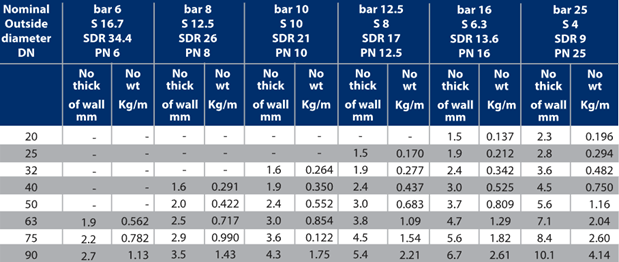 Nominal Outside diameter DN | bar 6 S 16.7 SDR 34.4 PN 6 | bar 8 S 12.5 SDR 26 PN 8 | bar 10 S 10 SDR 21 PN 10 | bar 12.5 S 8 SDR 17 PN 12.5 | bar 16 S 6.3 SDR 13.6 PN 16 | bar 25 S 4 SDR 9 PN 25
No thick of wall mm | No wt Kg/m | No thick of wall mm | No wt Kg/m | No thick of wall mm | No wt Kg/m | No thick of wall mm | No wt Kg/m | No thick of wall mm | No wt Kg/m | No thick of wall mm | No wt Kg/m
20 - - - - - - - - 1.5 0.137 2.3 0.196
25 - - - - - - 1.5 0.170 1.9 0.212 2.8 0.294
32 - - - - 1.6 0.264 1.9 0.277 2.4 0.342 3.6 0.482
40 - - 1.6 0.291 1.9 0.350 2.4 0.437 3.0 0.525 4.5 0.750
50 - - 2.0 0.422 2.4 0.552 3.0 0.683 3.7 0.809 5.6 1.16
63 1.9 0.562 2.5 0.717 3.0 0.854 3.8 1.09 4.7 1.29 7.1 2.04
75 2.2 0.782 2.9 0.990 3.6 0.122 4.5 1.54 5.6 1.82 8.4 2.60
90 2.7 1.13 3.5 1.43 4.3 1.75 5.4 2.21 6.7 2.61 10.1 4.14